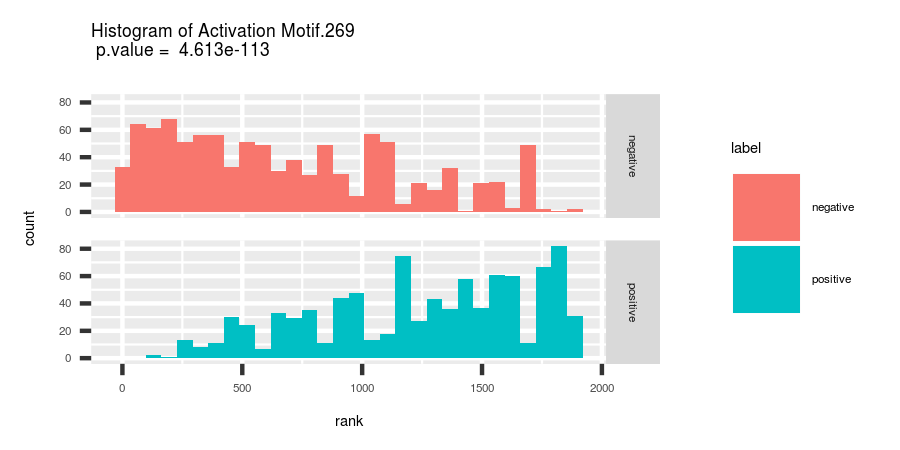 Histogram of Activation Motif.269
p.value = 4.613e-113
count
80
60
40
20
0
negative
80
60
40
20
0
positive
0 500 1000 1500 2000
rank
label
negative
positive